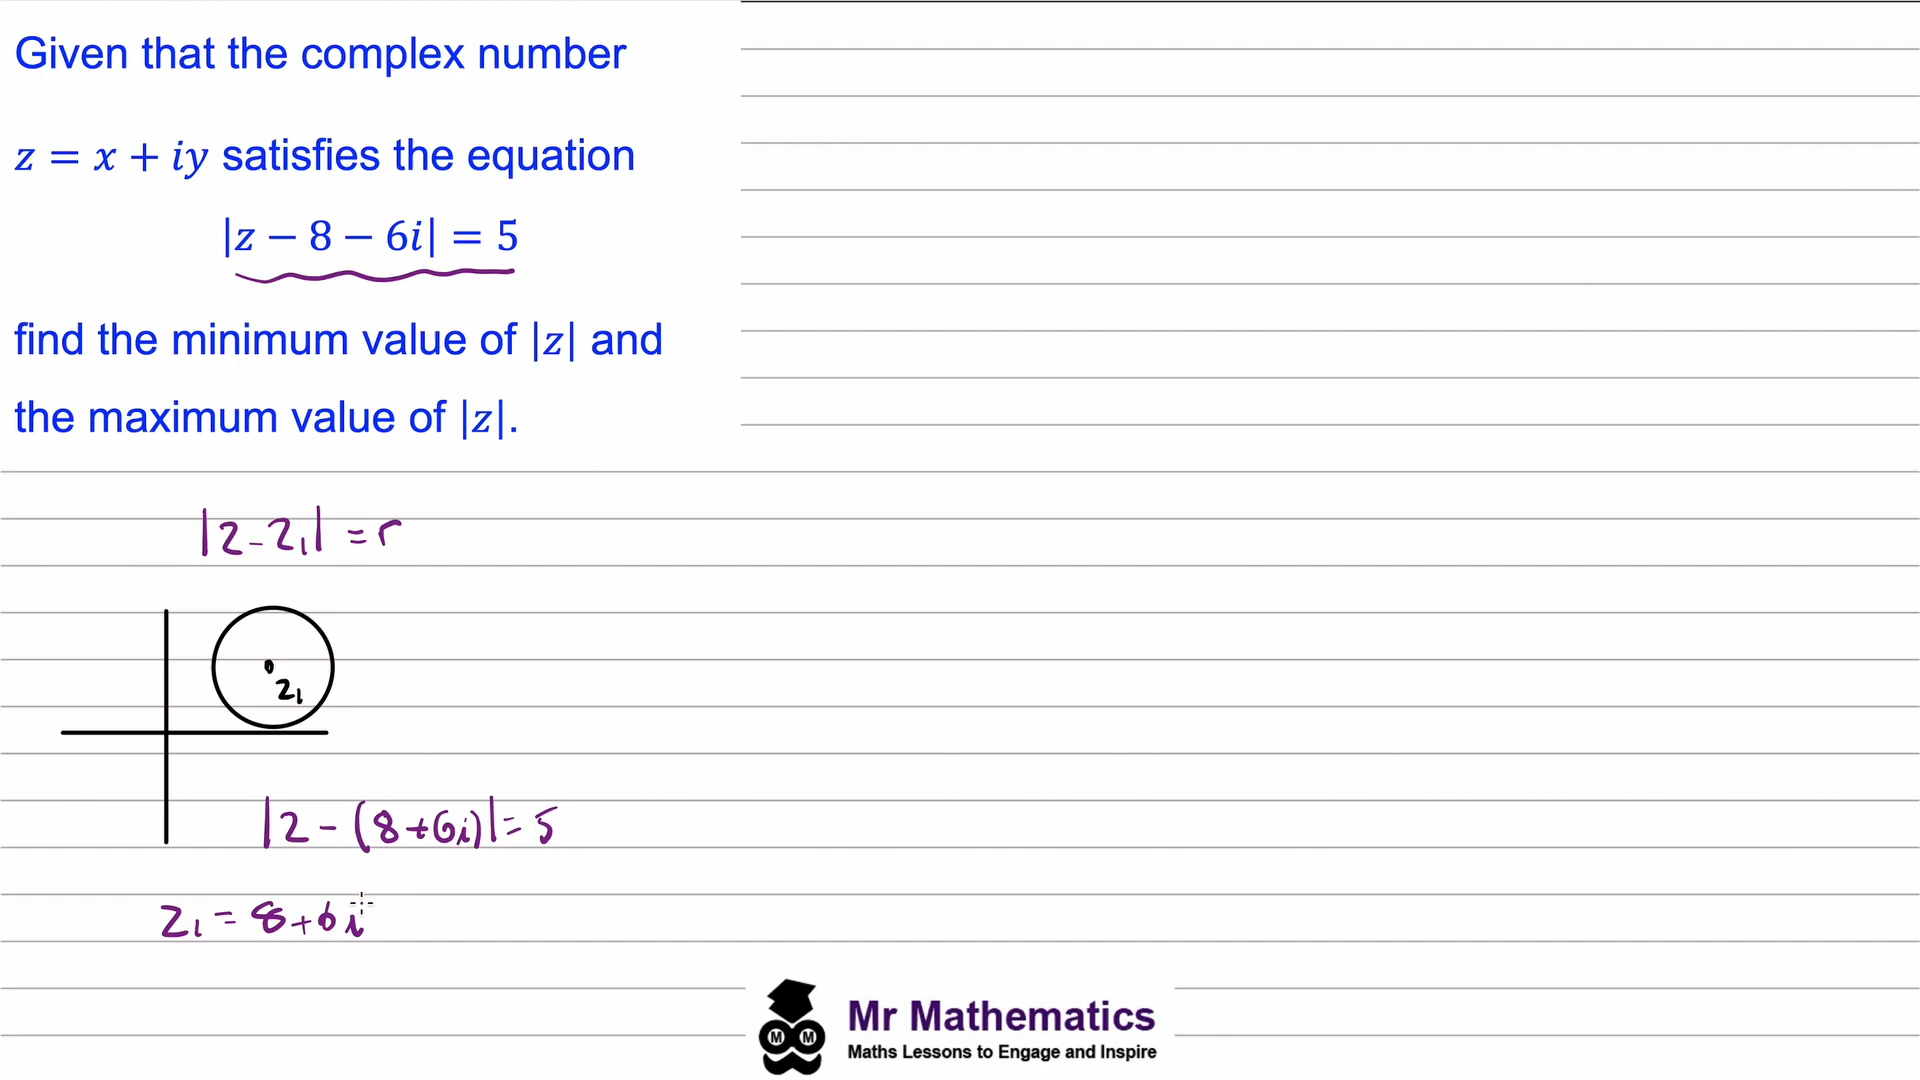 Given that the complex number
z = x + iy satisfies the equation
|z − 8 − 6i| = 5
find the minimum value of |z| and
the maximum value of |z|.
|z - z₁| = r
z₁
|z - (8+6i)| = 5
z₁ = 8+6i
M M
Mr Mathematics
Maths Lessons to Engage and Inspire